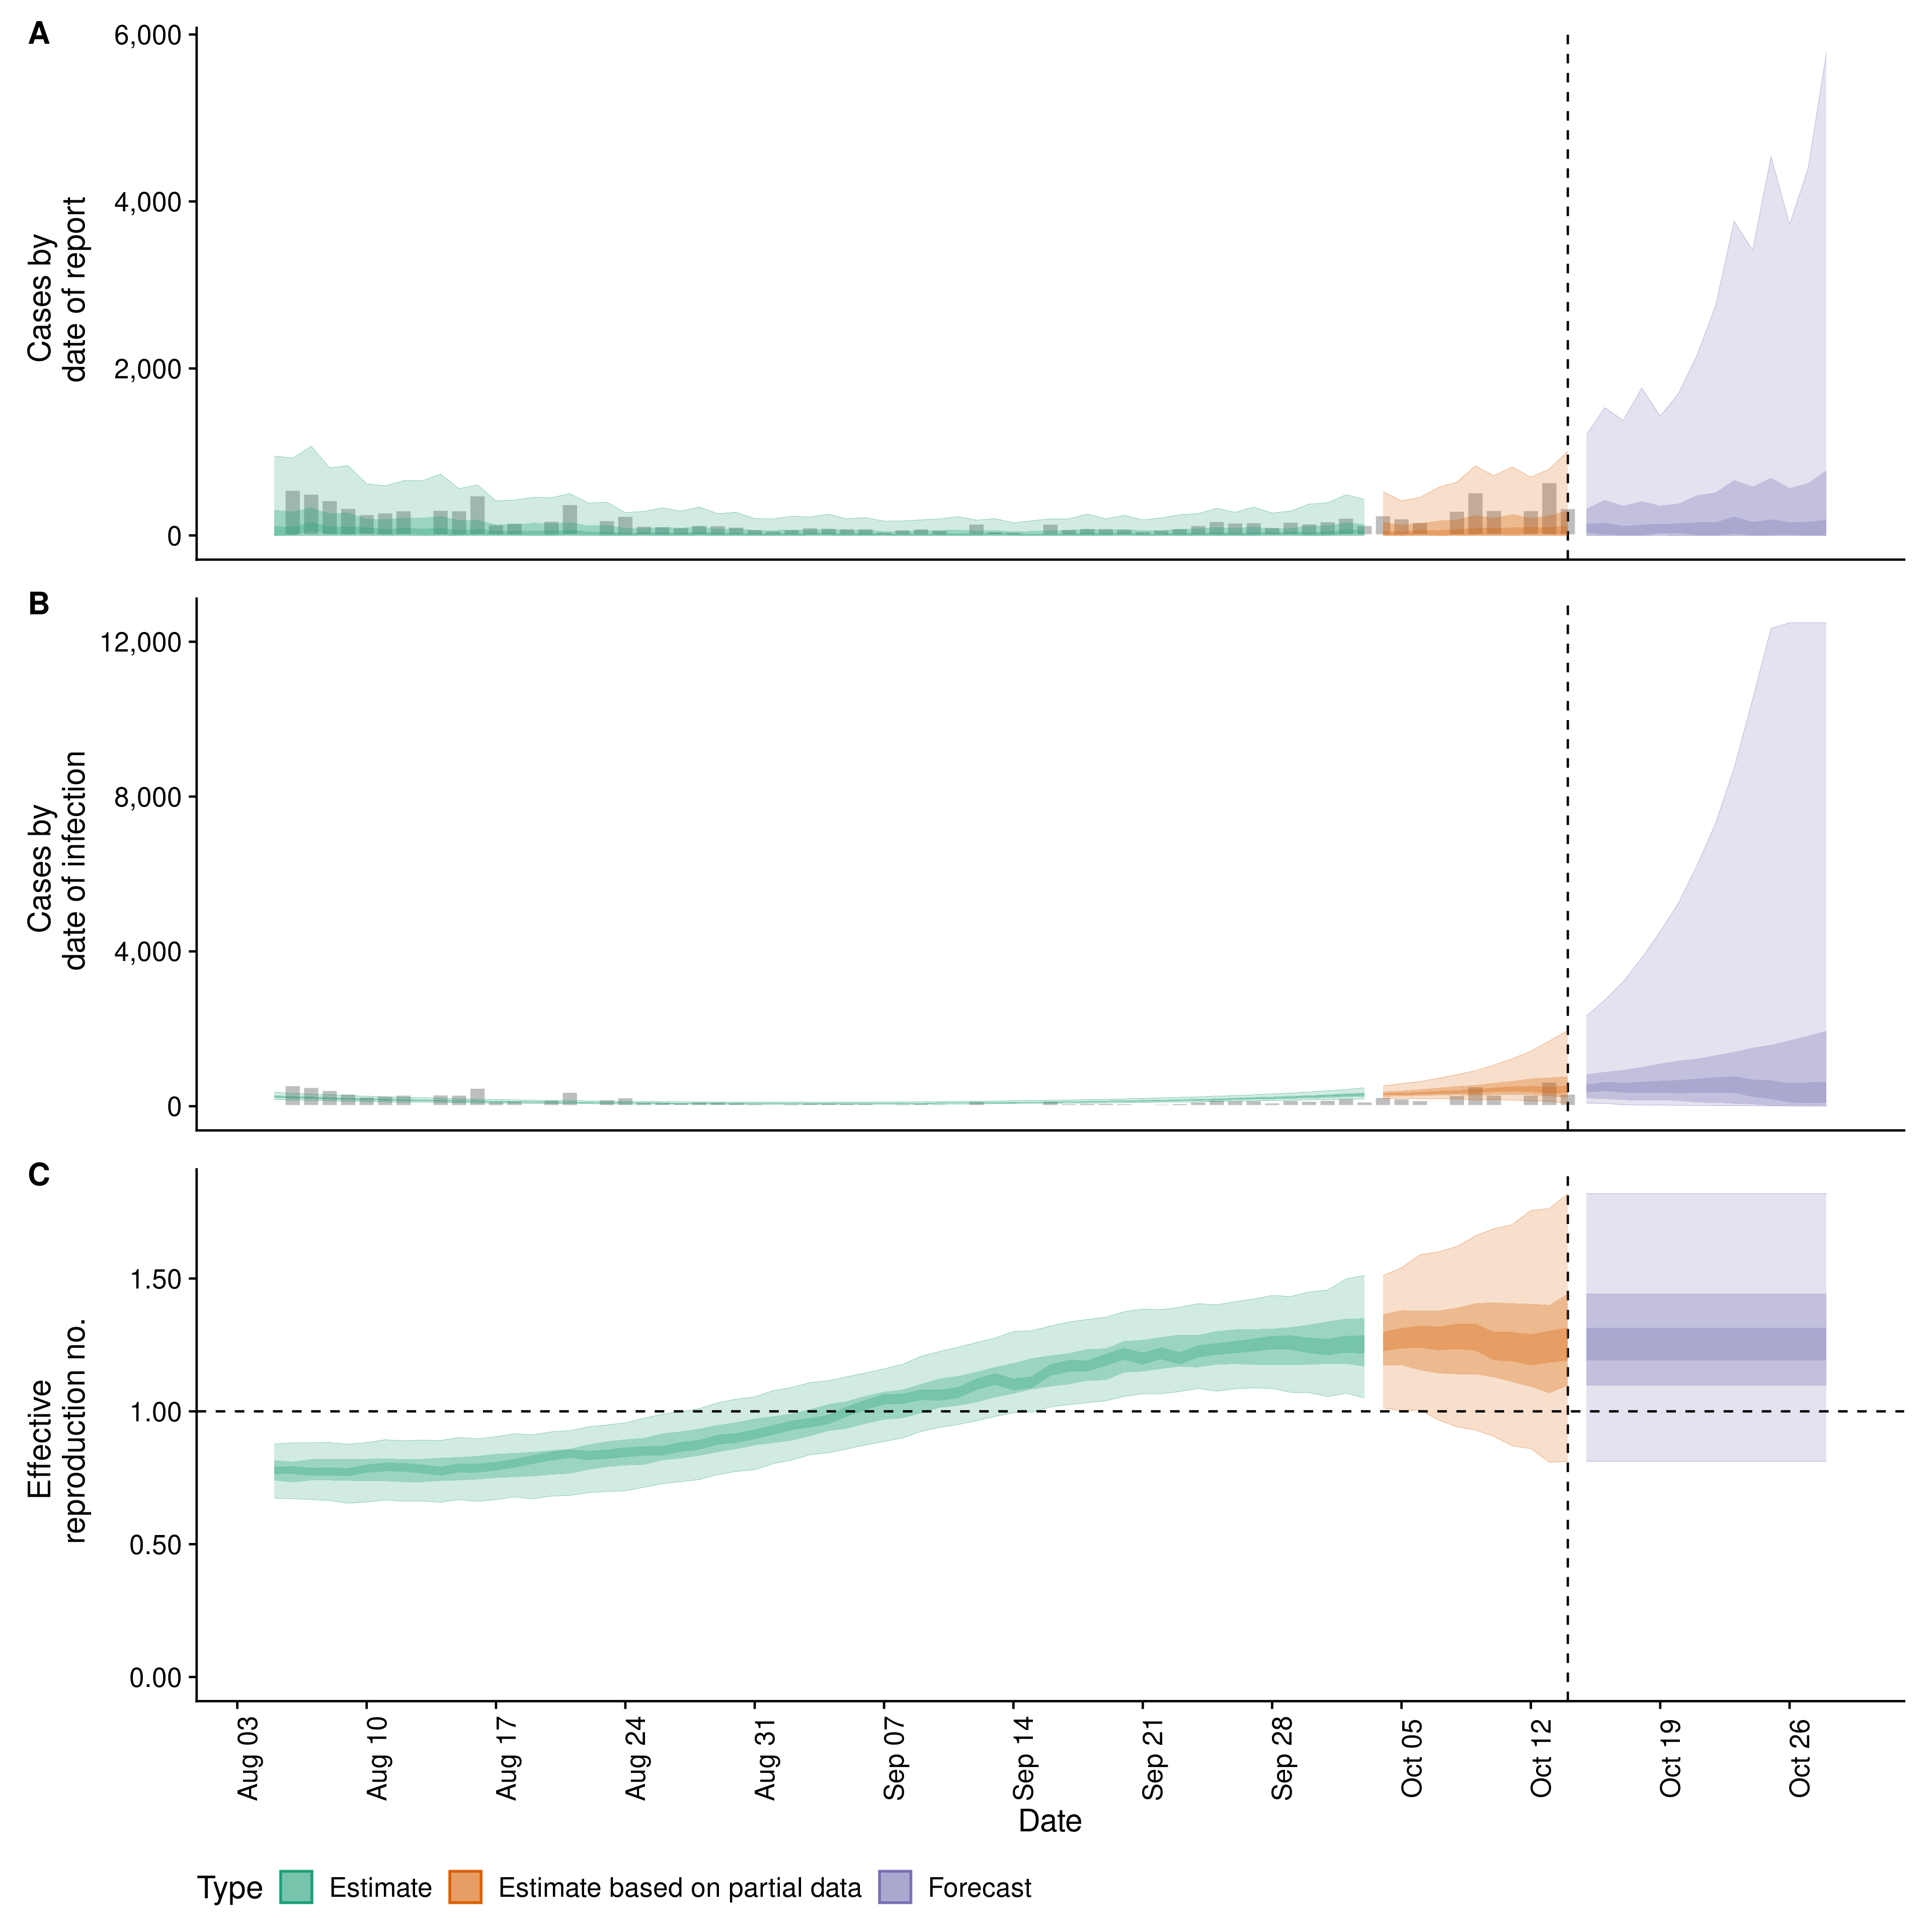 A
6,000
4,000
2,000
0
Cases by
date of report
B
12,000
8,000
4,000
0
Cases by
date of infection
C
1.50
1.00
0.50
0.00
Effective
reproduction no.
Aug 03
Aug 10
Aug 17
Aug 24
Aug 31
Sep 07
Sep 14
Sep 21
Sep 28
Oct 05
Oct 12
Oct 19
Oct 26
Date
Type Estimate Estimate based on partial data Forecast